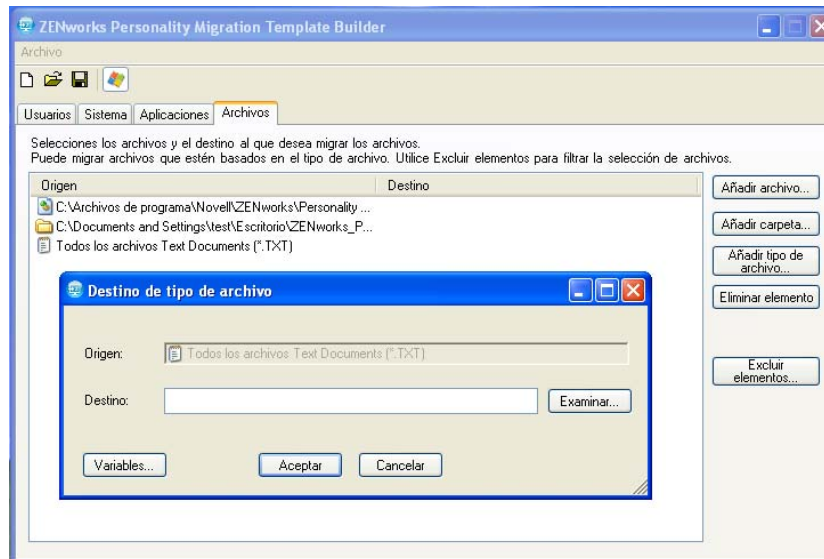 ZENworks Personality Migration Template Builder
Archivo
Usuarios Sistema Aplicaciones Archivos
Selecciones los archivos y el destino al que desea migrar los archivos.
Puede migrar archivos que estén basados en el tipo de archivo. Utilice Excluir elementos para filtrar la selección de archivos.
Origen Destino
C:\Archivos de programa\Novell\ZENworks\Personality ...
C:\Documents and Settings\test\Escritorio\ZENworks_P...
Todos los archivos Text Documents (*.TXT)
Añadir archivo...
Añadir carpeta...
Añadir tipo de
archivo...
Eliminar elemento
Excluir
elementos...
Destino de tipo de archivo
Origen: Todos los archivos Text Documents (*.TXT)
Destino: Examinar...
Variables... Aceptar Cancelar